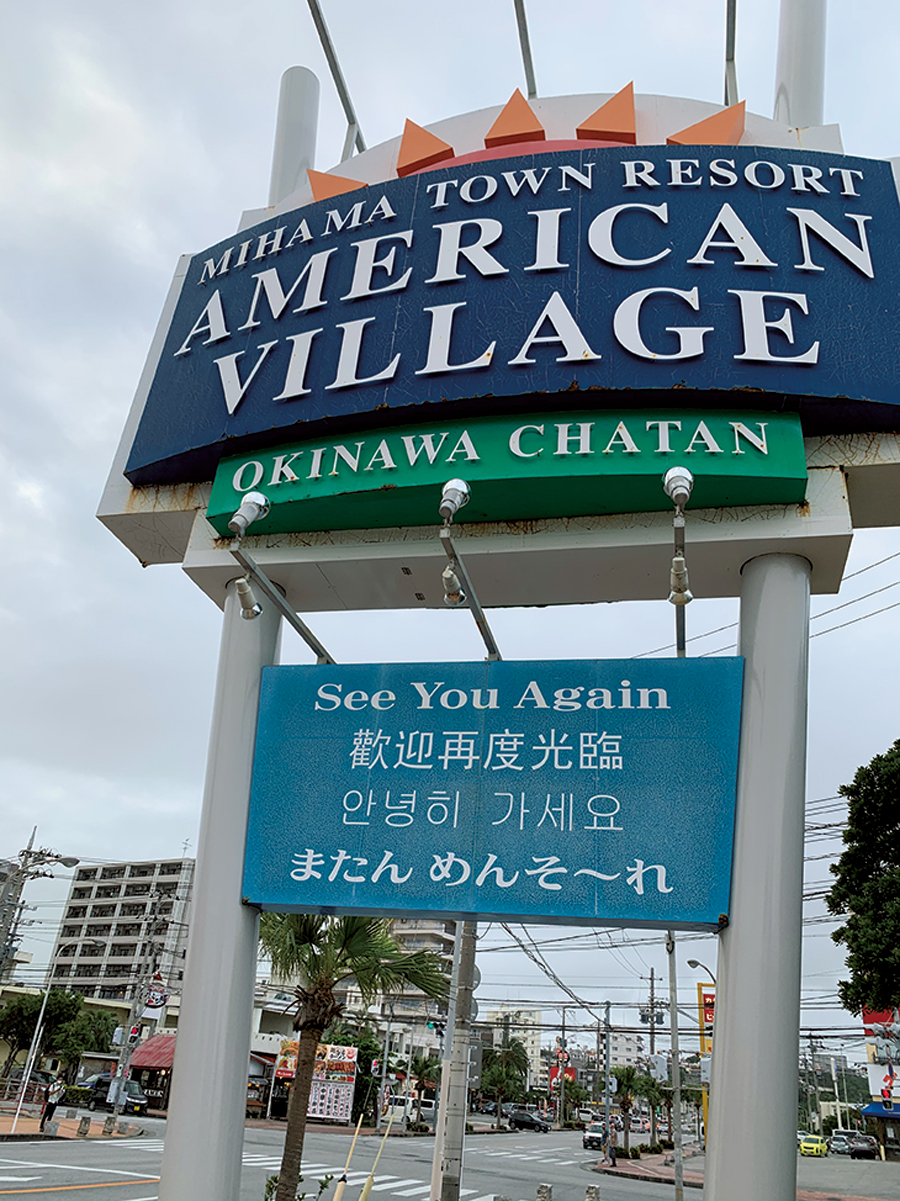 MIHAMA TOWN RESORT
AMERICAN
VILLAGE
OKINAWA CHATAN
See You Again
歡迎再度光臨
안녕히 가세요
またん めんそ〜れ